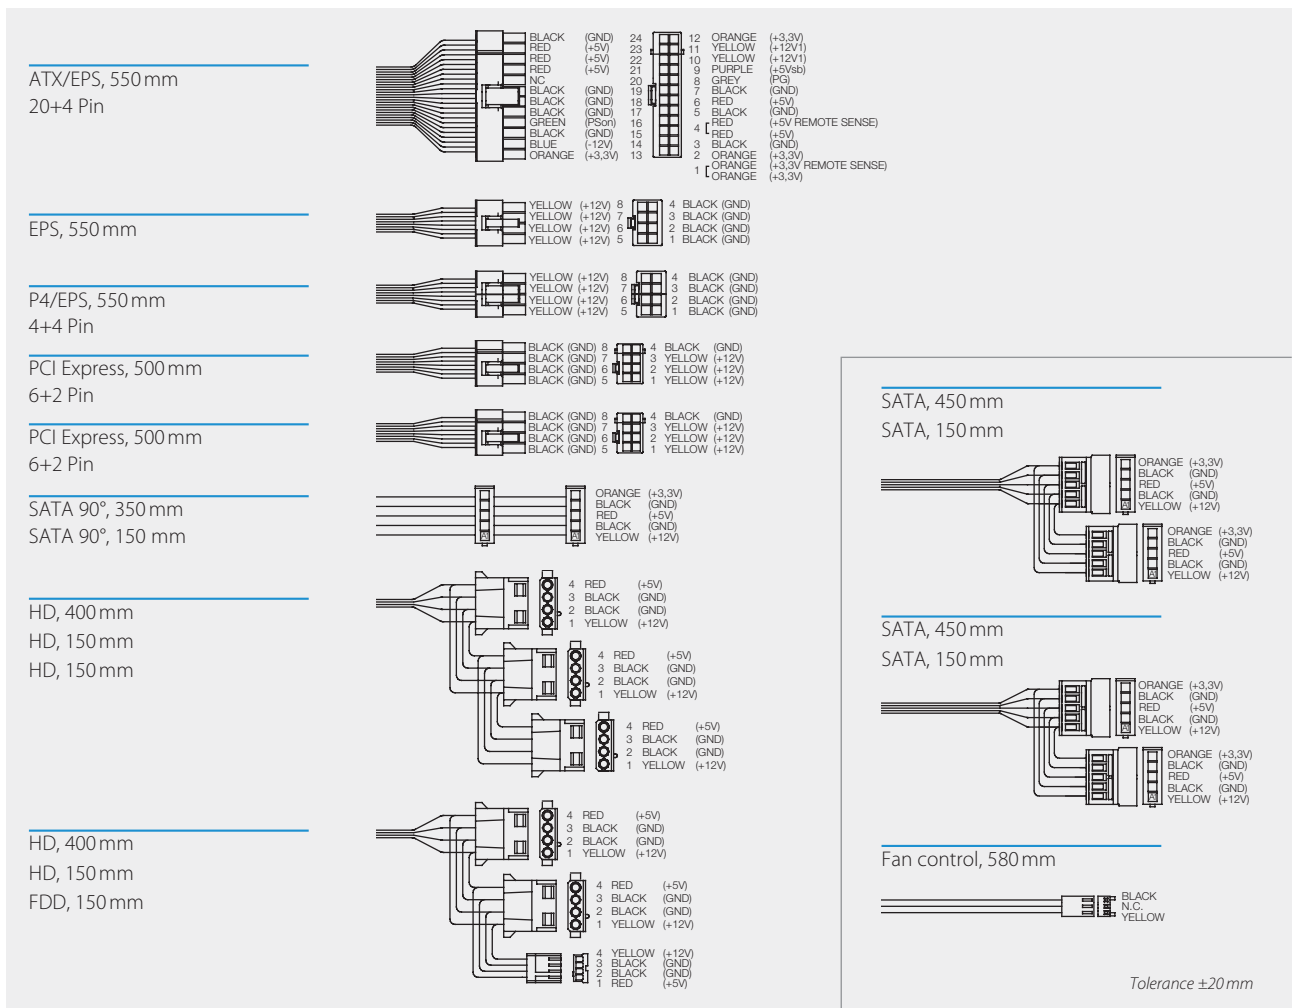 ATX/EPS, 550 mm
20+4 Pin
BLACK (GND) 24
RED (+5V) 23
RED (+5V) 22
RED (+5V) 21
NC 20
BLACK (GND) 19
BLACK (GND) 18
BLACK (GND) 17
GREEN (PSon) 16
BLACK (GND) 15
BLUE (-12V) 14
ORANGE (+3,3V) 13
12 ORANGE (+3,3V)
11 YELLOW (+12V1)
10 YELLOW (+12V1)
9 PURPLE (+5Vsb)
8 GREY (PG)
7 BLACK (GND)
6 RED (+5V)
5 BLACK (GND)
4 RED (+5V REMOTE SENSE)
RED (+5V)
3 BLACK (GND)
2 ORANGE (+3,3V)
1 ORANGE (+3,3V REMOTE SENSE)
ORANGE (+3,3V)
EPS, 550 mm
YELLOW (+12V) 8 4 BLACK (GND)
YELLOW (+12V) 7 3 BLACK (GND)
YELLOW (+12V) 6 2 BLACK (GND)
YELLOW (+12V) 5 1 BLACK (GND)
P4/EPS, 550 mm
4+4 Pin
YELLOW (+12V) 8 4 BLACK (GND)
YELLOW (+12V) 7 3 BLACK (GND)
YELLOW (+12V) 6 2 BLACK (GND)
YELLOW (+12V) 5 1 BLACK (GND)
PCI Express, 500 mm
6+2 Pin
BLACK (GND) 8 4 BLACK (GND)
BLACK (GND) 7 3 YELLOW (+12V)
BLACK (GND) 6 2 YELLOW (+12V)
BLACK (GND) 5 1 YELLOW (+12V)
PCI Express, 500 mm
6+2 Pin
BLACK (GND) 8 4 BLACK (GND)
BLACK (GND) 7 3 YELLOW (+12V)
BLACK (GND) 6 2 YELLOW (+12V)
BLACK (GND) 5 1 YELLOW (+12V)
SATA 90°, 350 mm
SATA 90°, 150 mm
ORANGE (+3,3V)
BLACK (GND)
RED (+5V)
BLACK (GND)
YELLOW (+12V)
HD, 400 mm
HD, 150 mm
HD, 150 mm
4 RED (+5V)
3 BLACK (GND)
2 BLACK (GND)
1 YELLOW (+12V)
4 RED (+5V)
3 BLACK (GND)
2 BLACK (GND)
1 YELLOW (+12V)
4 RED (+5V)
3 BLACK (GND)
2 BLACK (GND)
1 YELLOW (+12V)
HD, 400 mm
HD, 150 mm
FDD, 150 mm
4 RED (+5V)
3 BLACK (GND)
2 BLACK (GND)
1 YELLOW (+12V)
4 RED (+5V)
3 BLACK (GND)
2 BLACK (GND)
1 YELLOW (+12V)
4 YELLOW (+12V)
3 BLACK (GND)
2 BLACK (GND)
1 RED (+5V)
SATA, 450 mm
SATA, 150 mm
ORANGE (+3,3V)
BLACK (GND)
RED (+5V)
BLACK (GND)
YELLOW (+12V)
ORANGE (+3,3V)
BLACK (GND)
RED (+5V)
BLACK (GND)
YELLOW (+12V)
SATA, 450 mm
SATA, 150 mm
ORANGE (+3,3V)
BLACK (GND)
RED (+5V)
BLACK (GND)
YELLOW (+12V)
ORANGE (+3,3V)
BLACK (GND)
RED (+5V)
BLACK (GND)
YELLOW (+12V)
Fan control, 580 mm
BLACK
N.C.
YELLOW
Tolerance ±20 mm